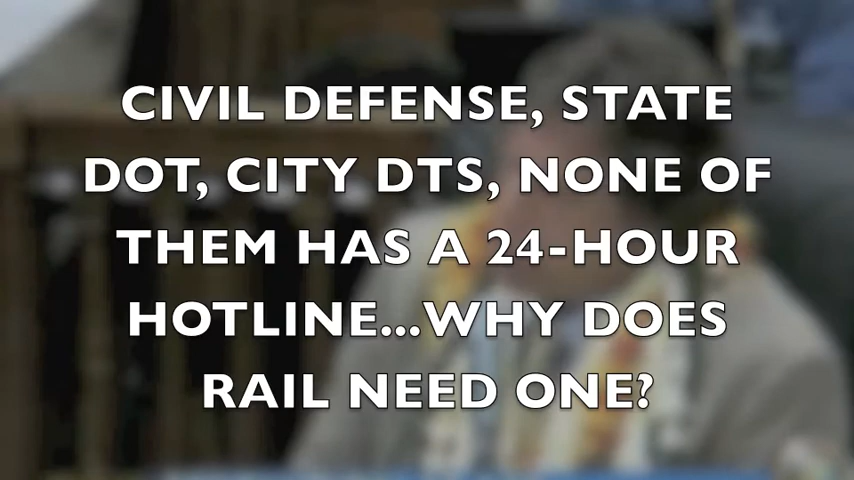 CIVIL DEFENSE, STATE
DOT, CITY DTS, NONE OF
THEM HAS A 24-HOUR
HOTLINE...WHY DOES
RAIL NEED ONE?